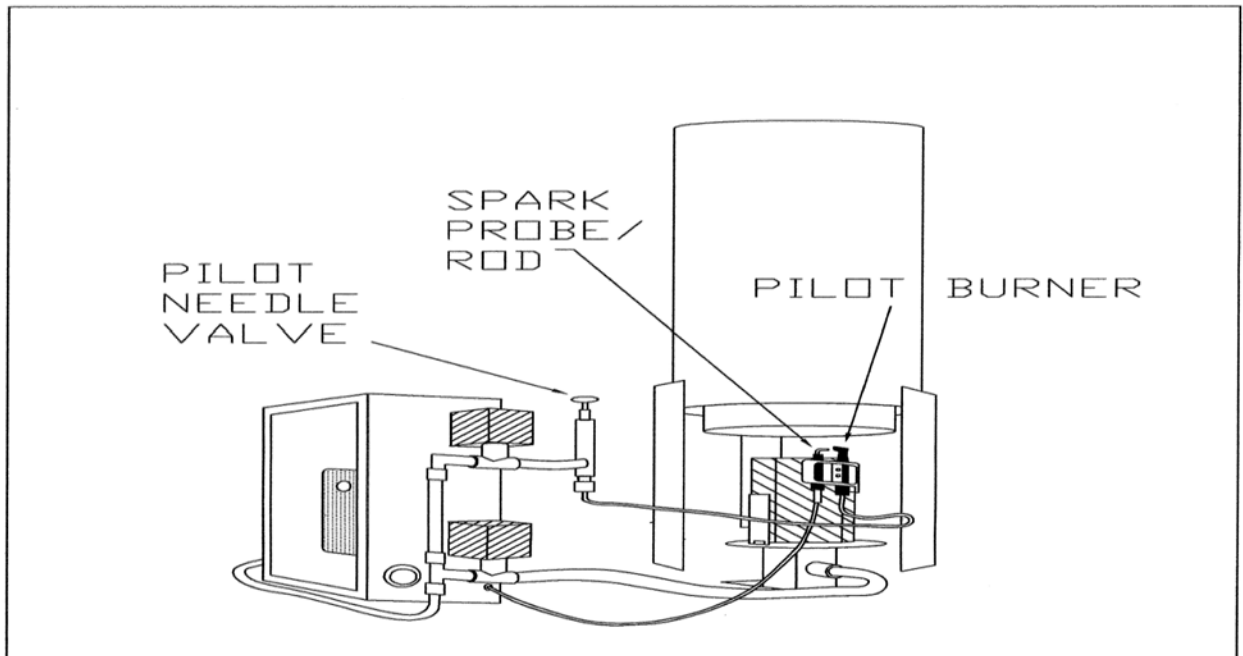 SPARK
PROBE/
ROD
PILOT
NEEDLE
VALVE
PILOT BURNER